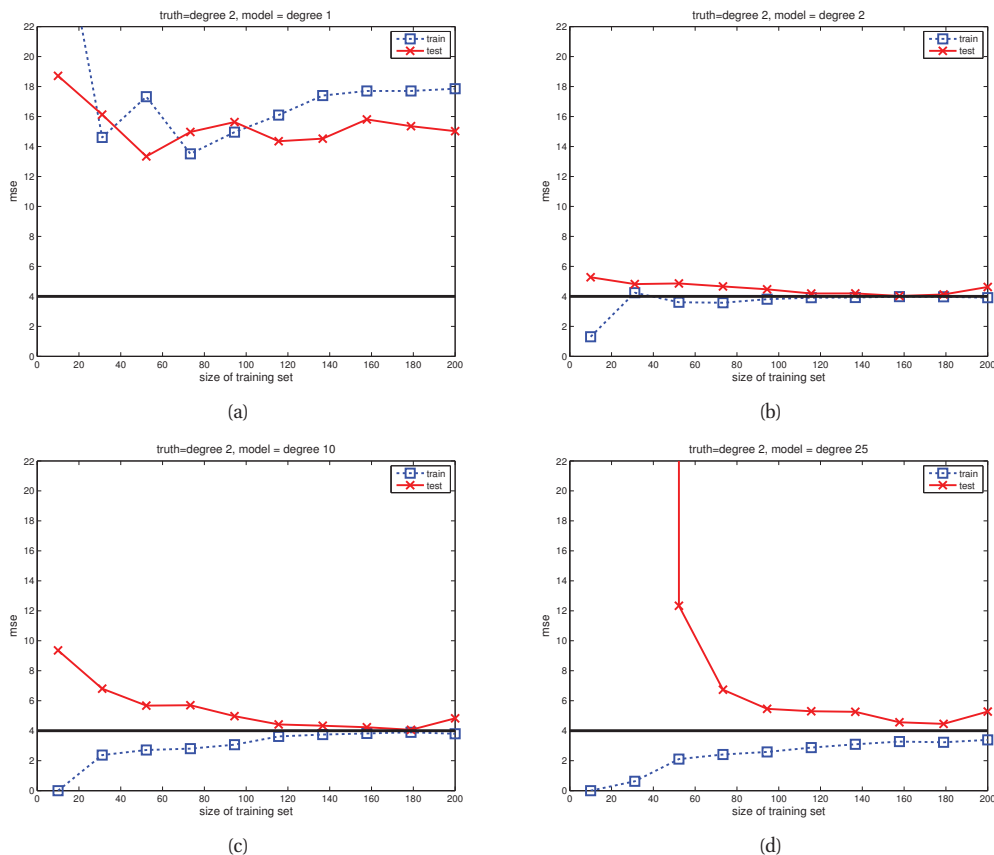 truth=degree 2, model = degree 1
22
20
18
16
14
12
10
8
6
4
2
0
mse
train
test
0 20 40 60 80 100 120 140 160 180 200
size of training set
(a)
truth=degree 2, model = degree 2
22
20
18
16
14
12
10
8
6
4
2
0
mse
train
test
0 20 40 60 80 100 120 140 160 180 200
size of training set
(b)
truth=degree 2, model = degree 10
22
20
18
16
14
12
10
8
6
4
2
0
mse
train
test
0 20 40 60 80 100 120 140 160 180 200
size of training set
(c)
truth=degree 2, model = degree 25
22
20
18
16
14
12
10
8
6
4
2
0
mse
train
test
0 20 40 60 80 100 120 140 160 180 200
size of training set
(d)